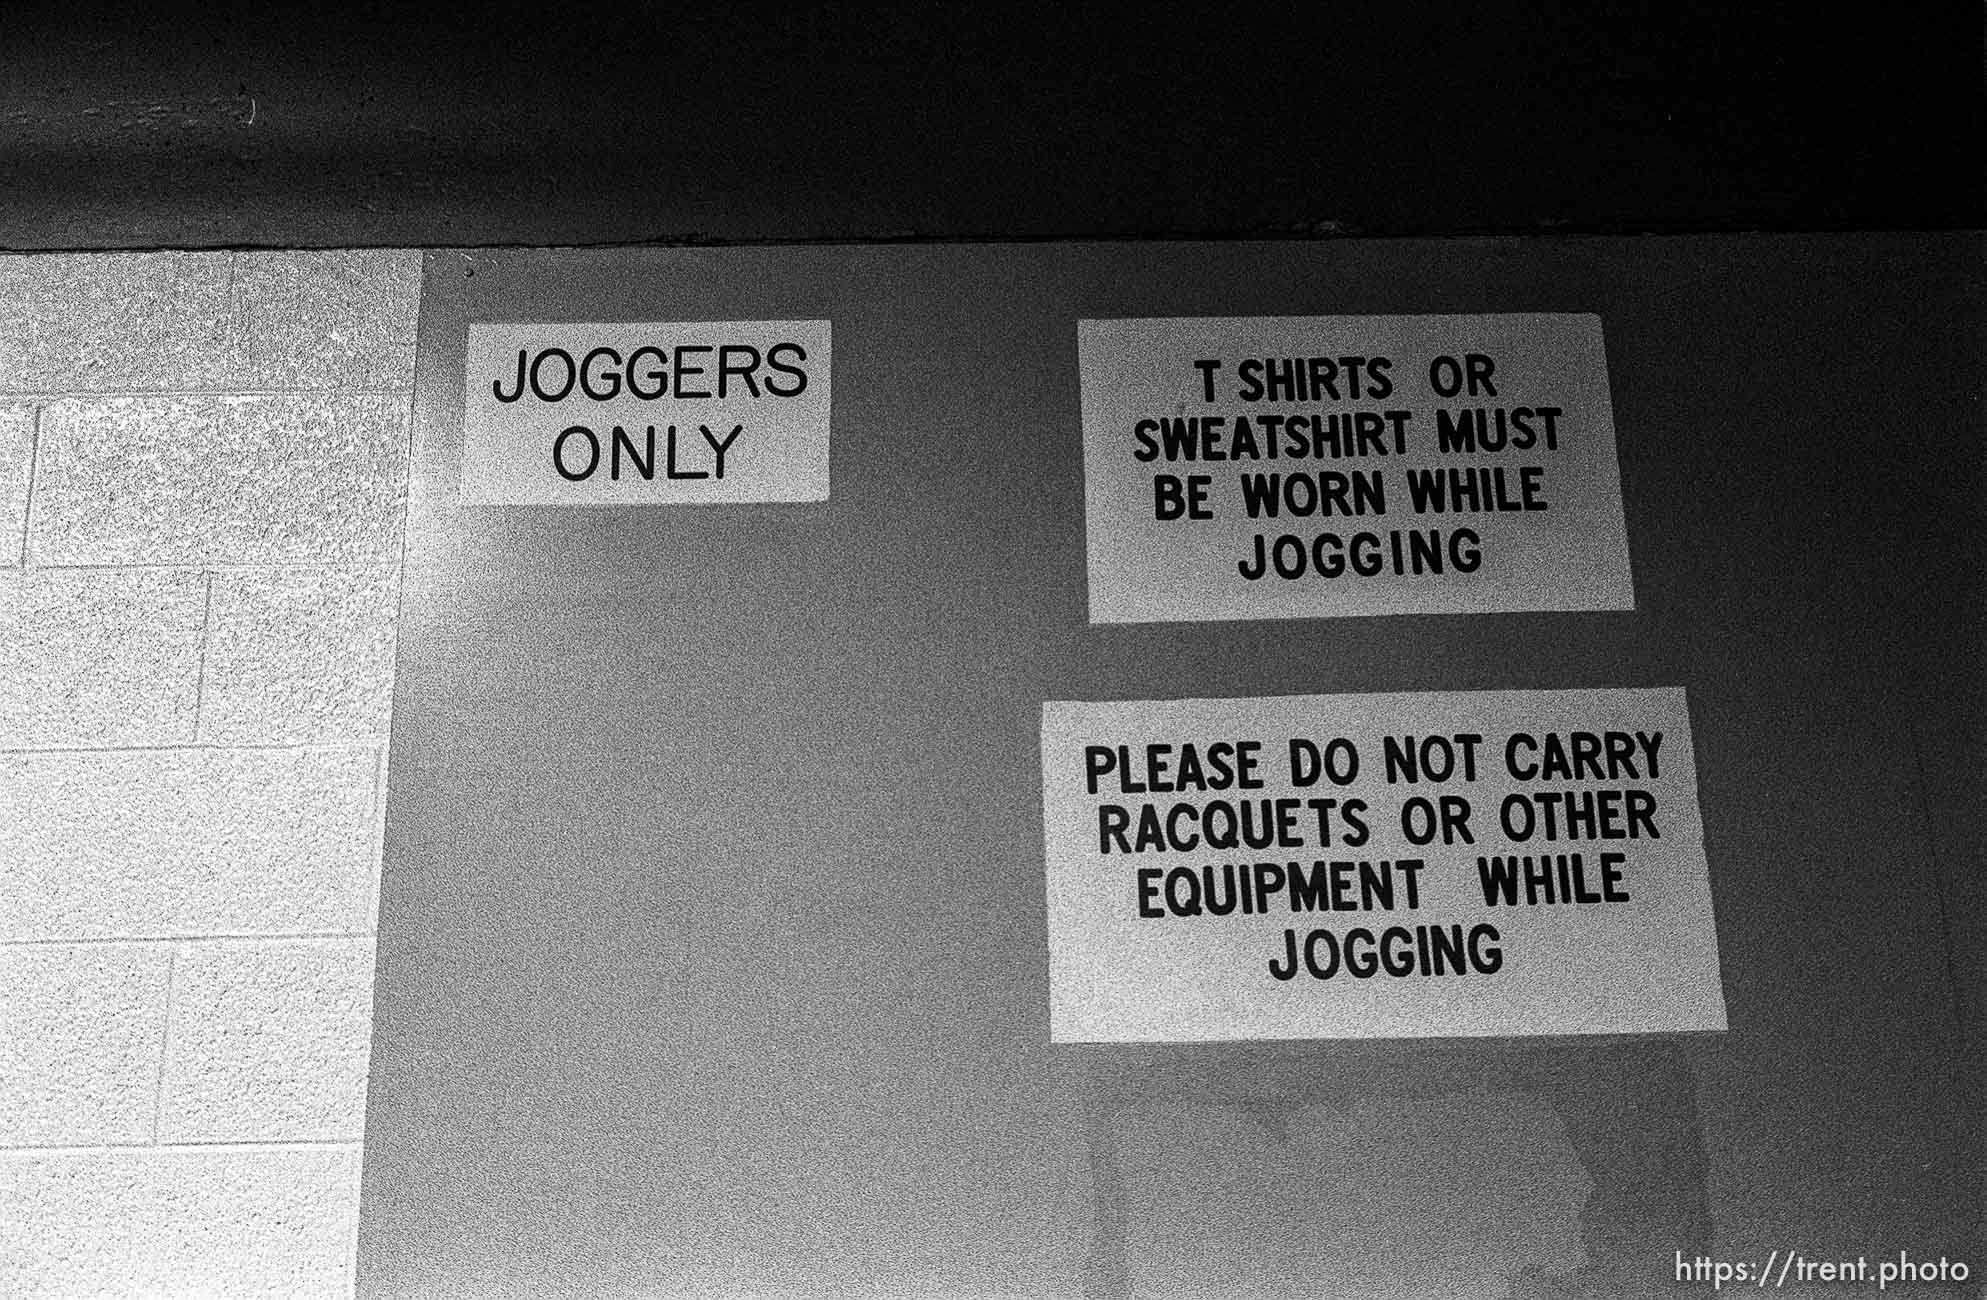 JOGGERS
ONLY
T SHIRTS OR
SWEATSHIRT MUST
BE WORN WHILE
JOGGING
PLEASE DO NOT CARRY
RACQUETS OR OTHER
EQUIPMENT WHILE
JOGGING
https://trent.photo